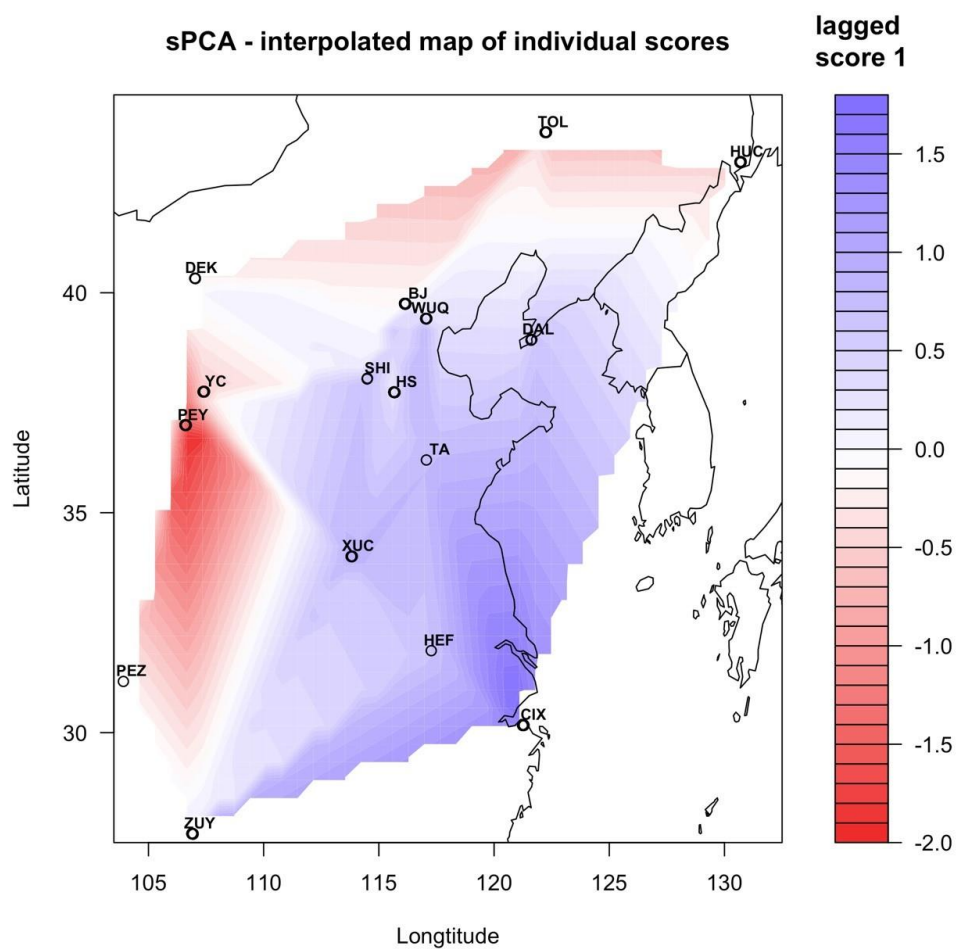 sPCA - interpolated map of individual scores
lagged
score 1
TOL
HUC
DEK
BJ
WUQ
DAL
SHI
HS
YC
PEY
TA
XUC
HEF
PEZ
CIX
ZUY
40
35
30
Latitude
105
110
115
120
125
130
Longtitude
1.5
1.0
0.5
0.0
-0.5
-1.0
-1.5
-2.0